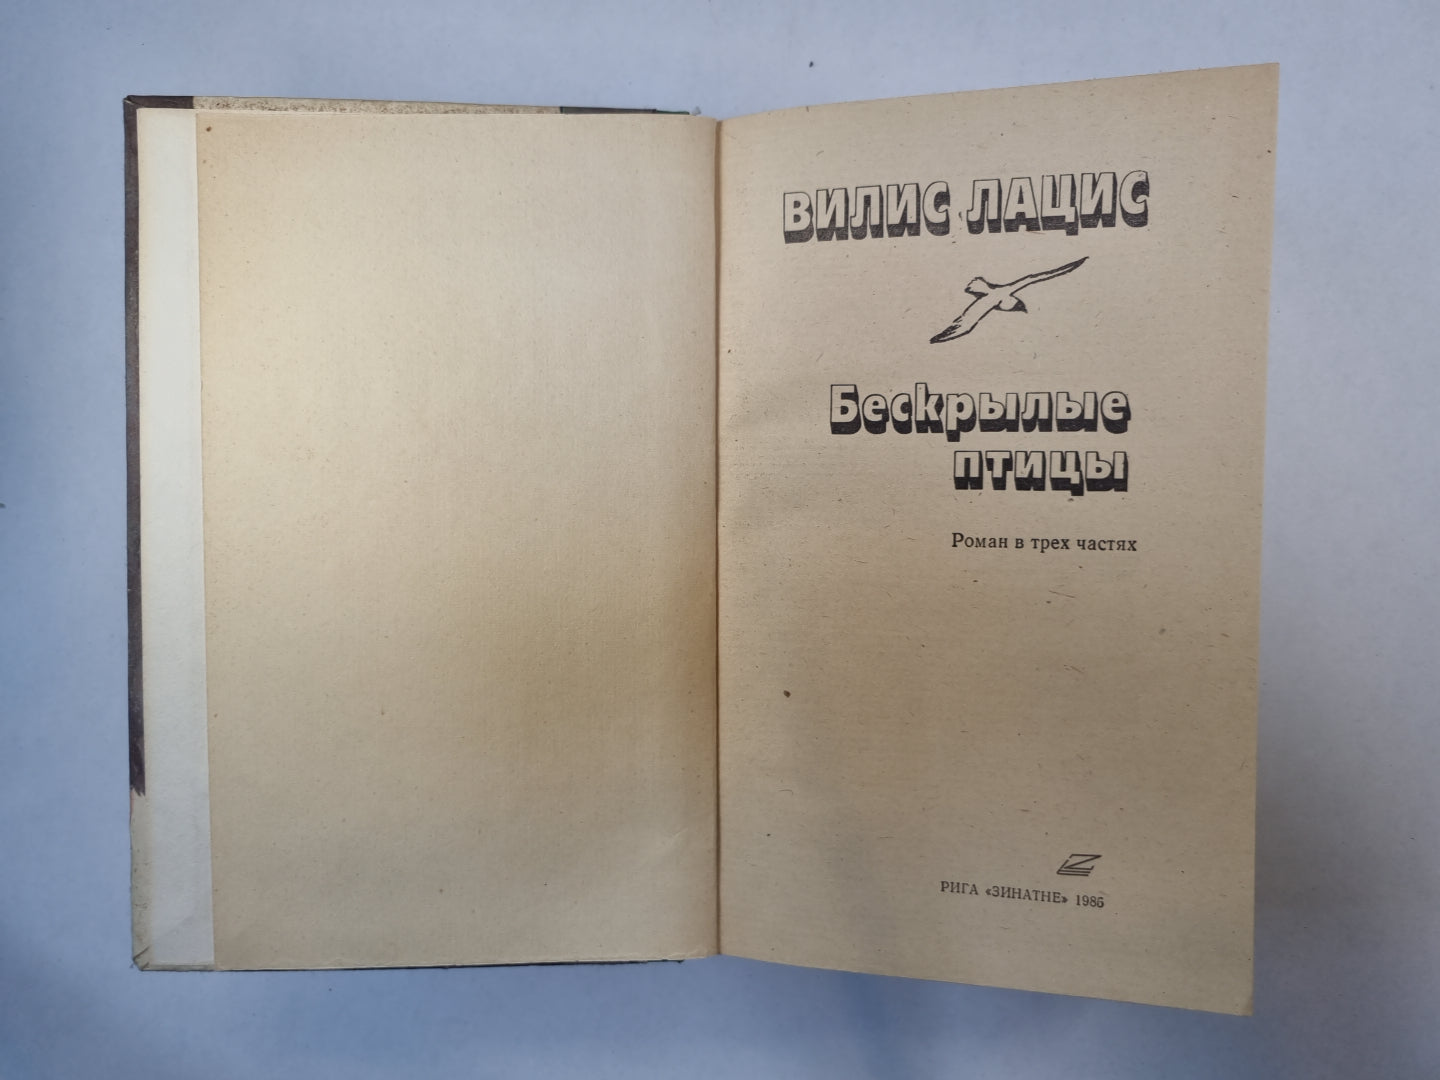 ВИЛИС ЛАЦИС
Бескрылые
птицы
Роман в трех частях
Z
РИГА «ЗИНАТНЕ» 1986